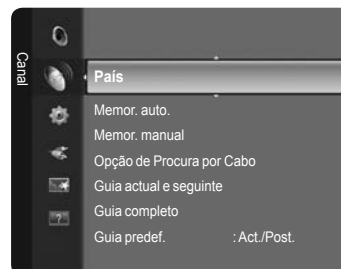 Canal
País
Memor. auto.
Memor. manual
Opção de Procura por Cabo
Guia actual e seguinte
Guia completo
Guia predef. : Act./Post.